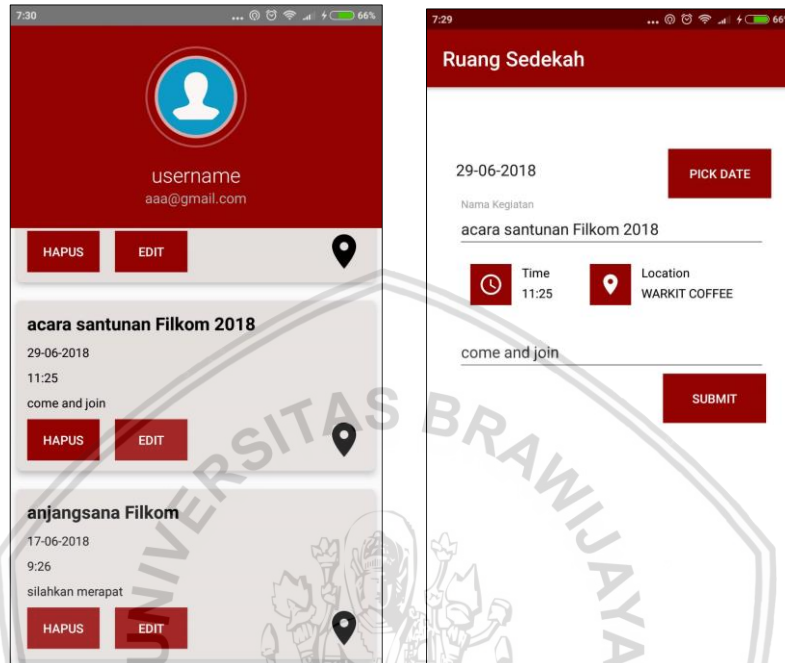 7:30
... 66%
username
aaa@gmail.com
HAPUS EDIT
acara santunan Filkom 2018
29-06-2018
11:25
come and join
HAPUS EDIT
anjangsana Filkom
17-06-2018
9:26
silahkan merapat
HAPUS EDIT
7:29
... 66%
Ruang Sedekah
29-06-2018
PICK DATE
Nama Kegiatan
acara santunan Filkom 2018
Time
11:25
Location
WARKIT COFFEE
come and join
SUBMIT
UNIVERSITAS BRAWIJAYA